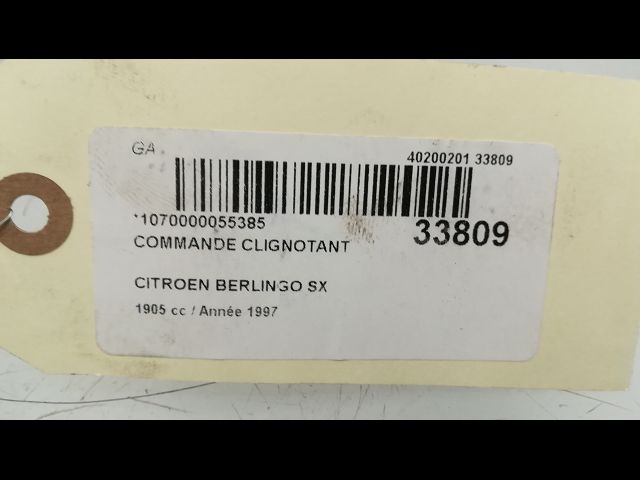 GA
40200201 33809
*1070000055385
33809
COMMANDE CLIGNOTANT
CITROEN BERLINGO SX
1905 cc / Année 1997